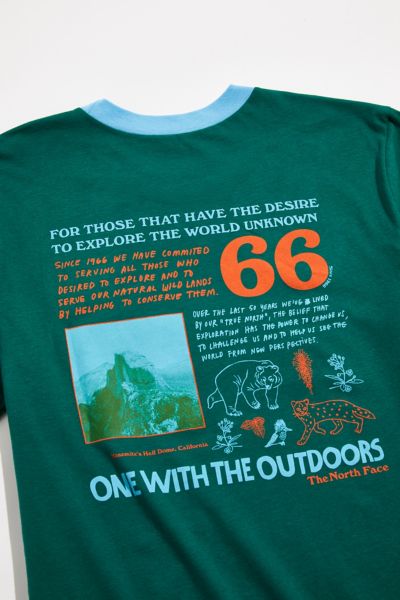 FOR THOSE THAT HAVE THE DESIRE
TO EXPLORE THE WORLD UNKNOWN
SINCE 1966 WE HAVE COMMITED
TO SERVING ALL THOSE WHO
DESIRED TO EXPLORE AND TO
SERVE OUR NATURAL WILD LANDS
BY HELPING TO CONSERVE THEM.
66
OVER THE LAST 50 YEARS WE'VE LIVED
BY OUR "TRUE NORTH", THE BELIEF THAT
EXPLORATION HAS THE POWER TO CHANGE US,
TO CHALLENGE US AND TO HELP US SEE THE
WORLD FROM NEW PERSPECTIVES.
Yosemite's Half Dome, California
ONE WITH THE OUTDOORS
The North Face